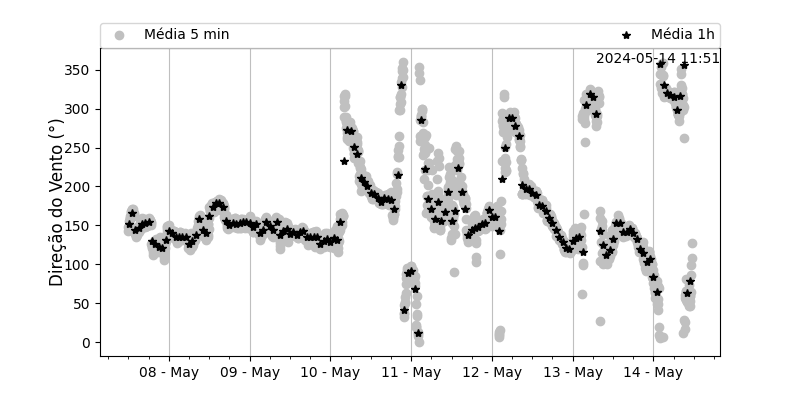 Média 5 min
Média 1h
2024-05-14 11:51
Direção do Vento (°)
350
300
250
200
150
100
50
0
08 - May
09 - May
10 - May
11 - May
12 - May
13 - May
14 - May